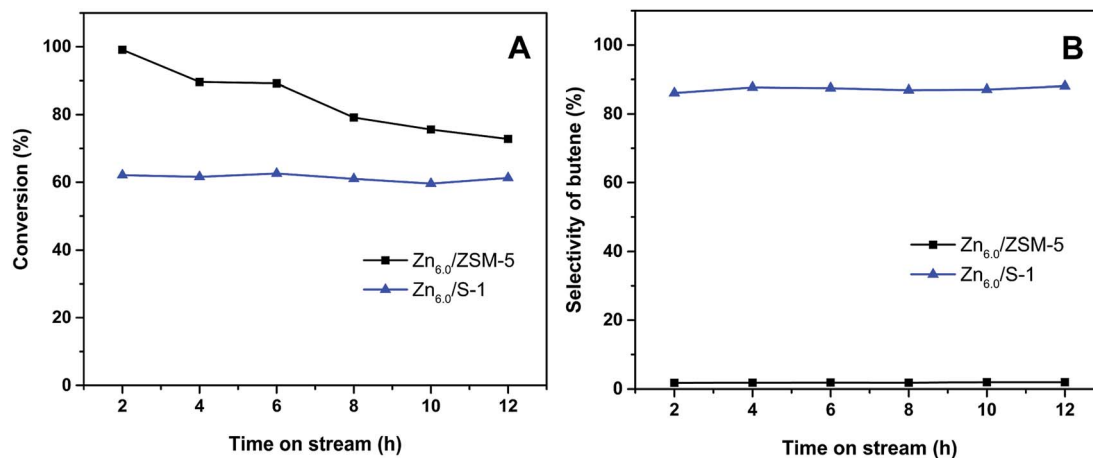 A
Conversion (%)
100
80
60
40
20
0
Zn6.0/ZSM-5
Zn6.0/S-1
2 4 6 8 10 12
Time on stream (h)
B
Selectivity of butene (%)
100
80
60
40
20
0
Zn6.0/ZSM-5
Zn6.0/S-1
2 4 6 8 10 12
Time on stream (h)